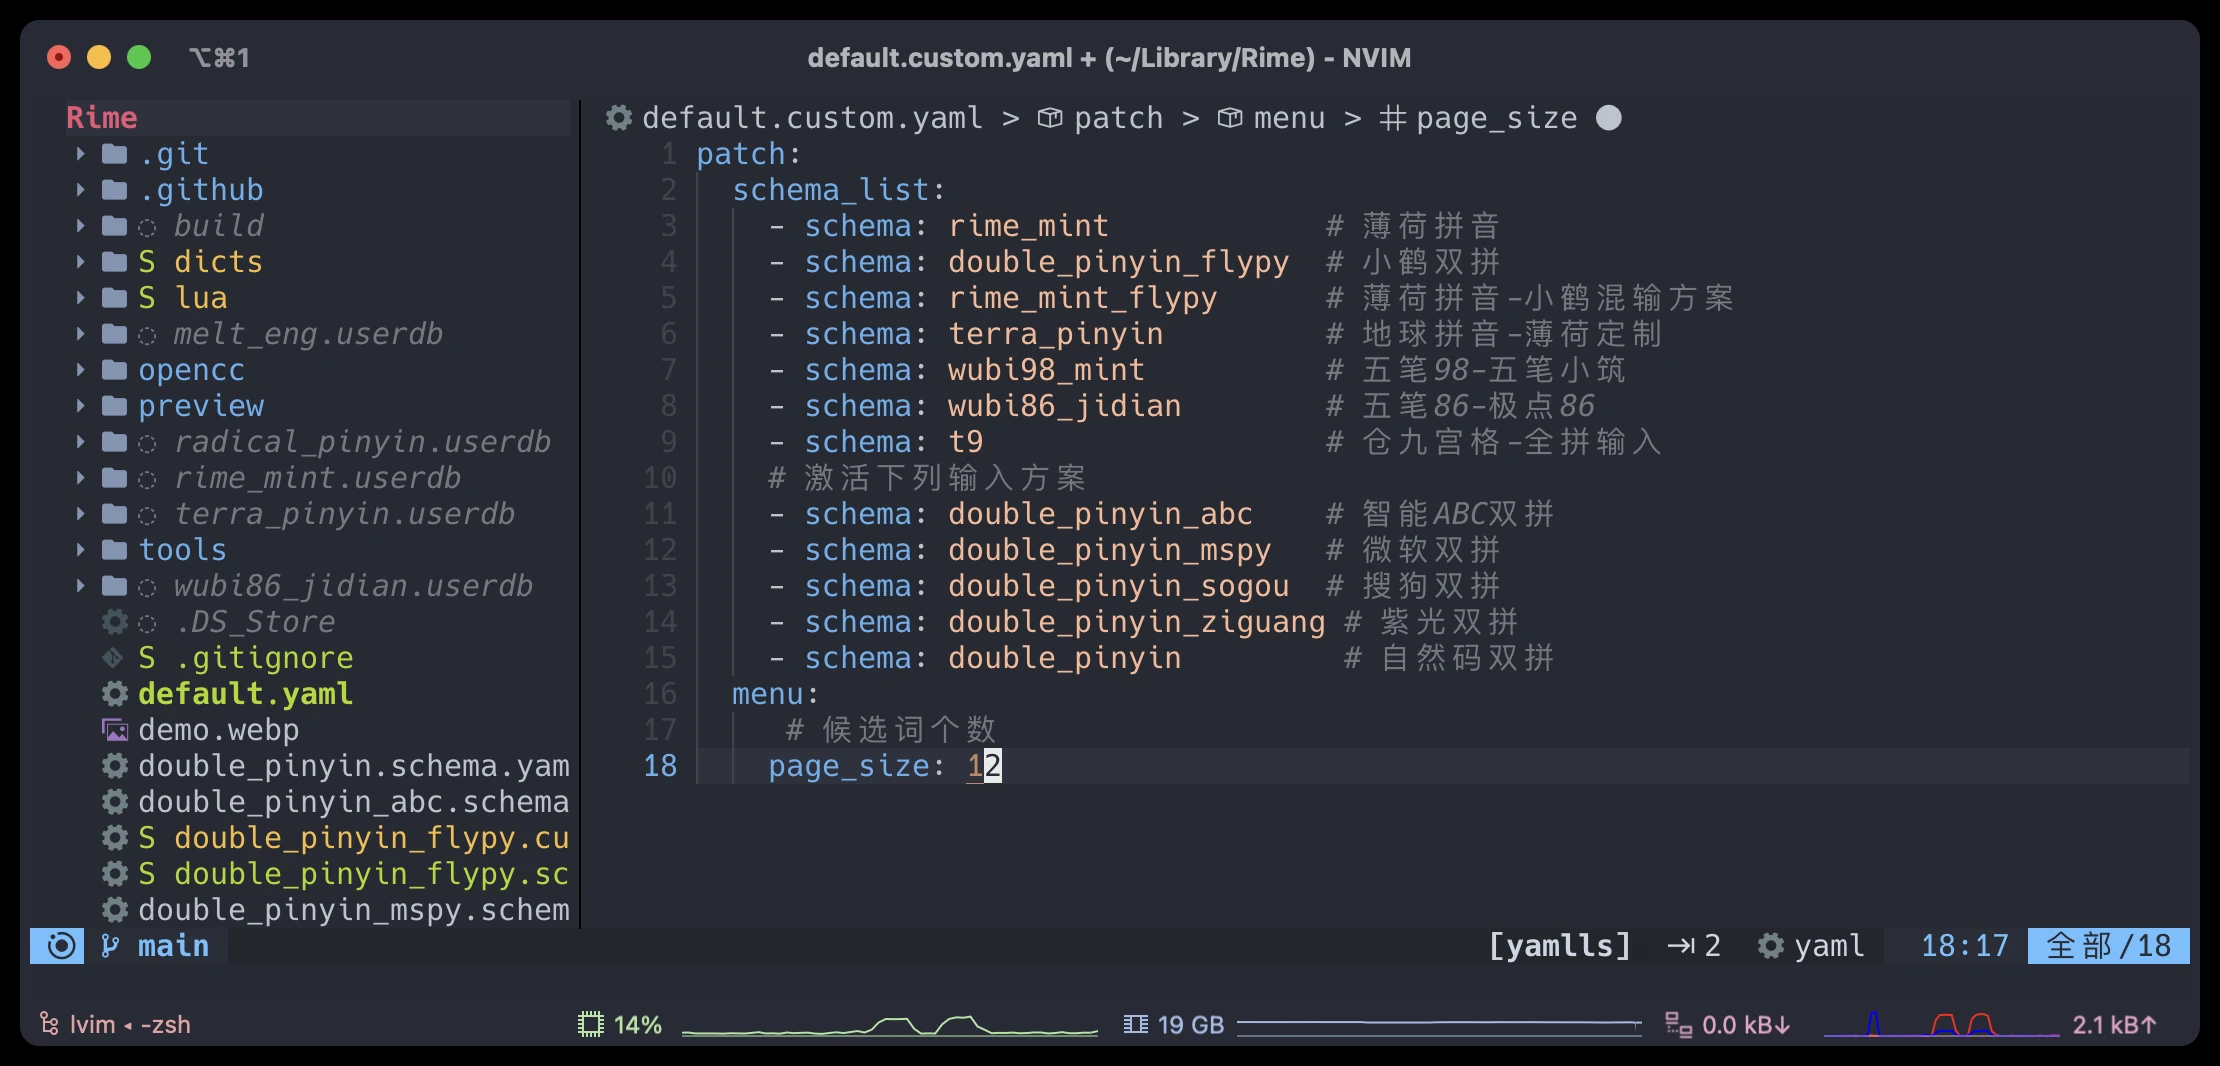 ⌥⌘1
default.custom.yaml + (~/Library/Rime) - NVIM
Rime
.git
.github
build
S dicts
S lua
melt_eng.userdb
opencc
preview
radical_pinyin.userdb
rime_mint.userdb
terra_pinyin.userdb
tools
wubi86_jidian.userdb
.DS_Store
S .gitignore
default.yaml
demo.webp
double_pinyin.schema.yam
double_pinyin_abc.schema
S double_pinyin_flypy.cu
S double_pinyin_flypy.sc
double_pinyin_mspy.schem
default.custom.yaml > patch > menu > page_size
1 patch:
2 schema_list:
3 - schema: rime_mint # 薄荷拼音
4 - schema: double_pinyin_flypy # 小鹤双拼
5 - schema: rime_mint_flypy # 薄荷拼音-小鹤混输方案
6 - schema: terra_pinyin # 地球拼音-薄荷定制
7 - schema: wubi98_mint # 五笔98-五笔小筑
8 - schema: wubi86_jidian # 五笔86-极点86
9 - schema: t9 # 仓九宫格-全拼输入
10 # 激活下列输入方案
11 - schema: double_pinyin_abc # 智能ABC双拼
12 - schema: double_pinyin_mspy # 微软双拼
13 - schema: double_pinyin_sogou # 搜狗双拼
14 - schema: double_pinyin_ziguang # 紫光双拼
15 - schema: double_pinyin # 自然码双拼
16 menu:
17 # 候选词个数
18 page_size: 12
main [yamlls] ⇥ 2 yaml 18:17 全部/18
lvim ◂ -zsh 14% 19 GB 0.0 kB↓ 2.1 kB↑